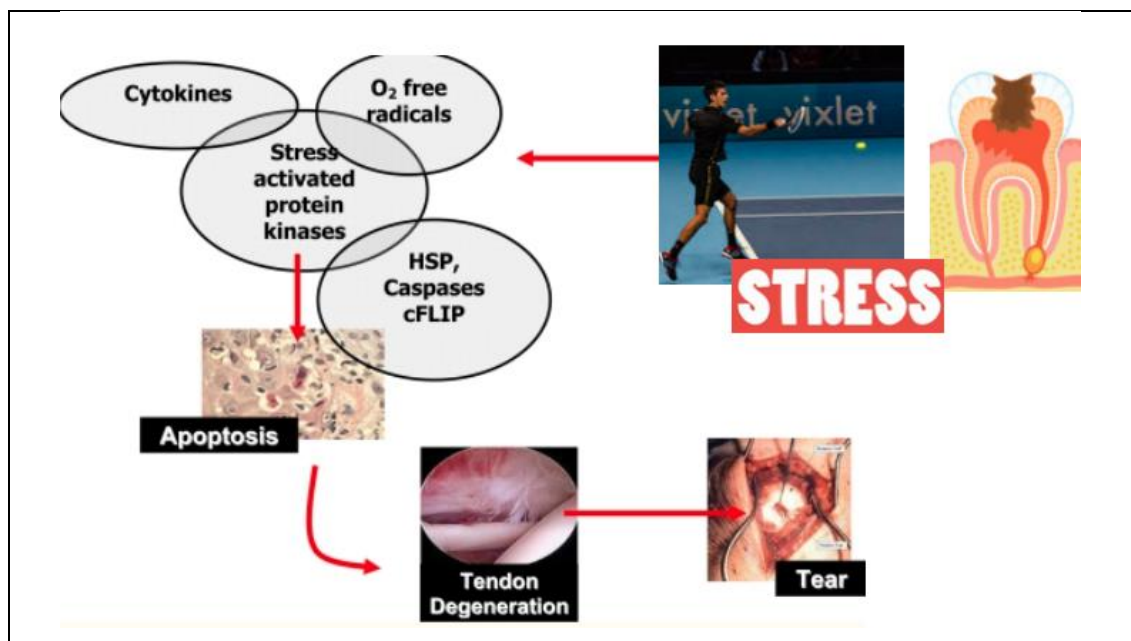 Cytokines
O₂ free
radicals
Stress
activated
protein
kinases
HSP,
Caspases
cFLIP
vixlet vixlet
STRESS
Apoptosis
Tendon
Degeneration
Tear